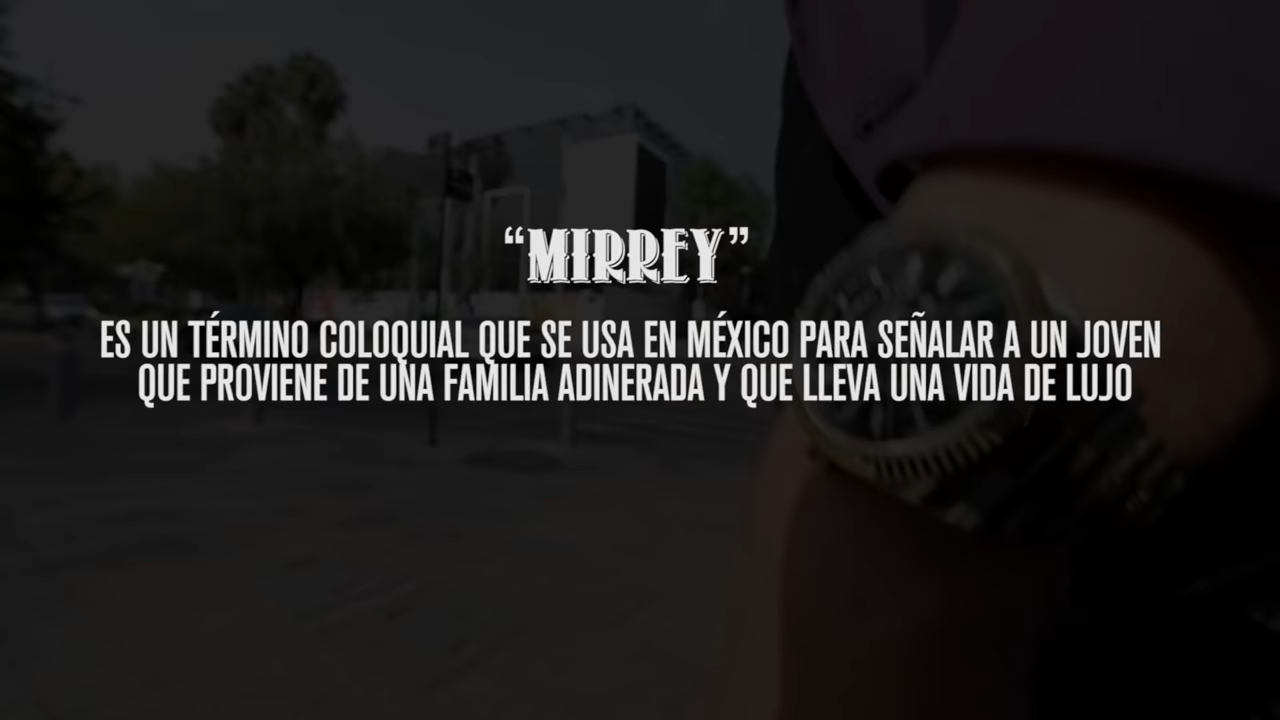 “MIRREY”
ES UN TÉRMINO COLOQUIAL QUE SE USA EN MÉXICO PARA SEÑALAR A UN JOVEN
QUE PROVIENE DE UNA FAMILIA ADINERADA Y QUE LLEVA UNA VIDA DE LUJO